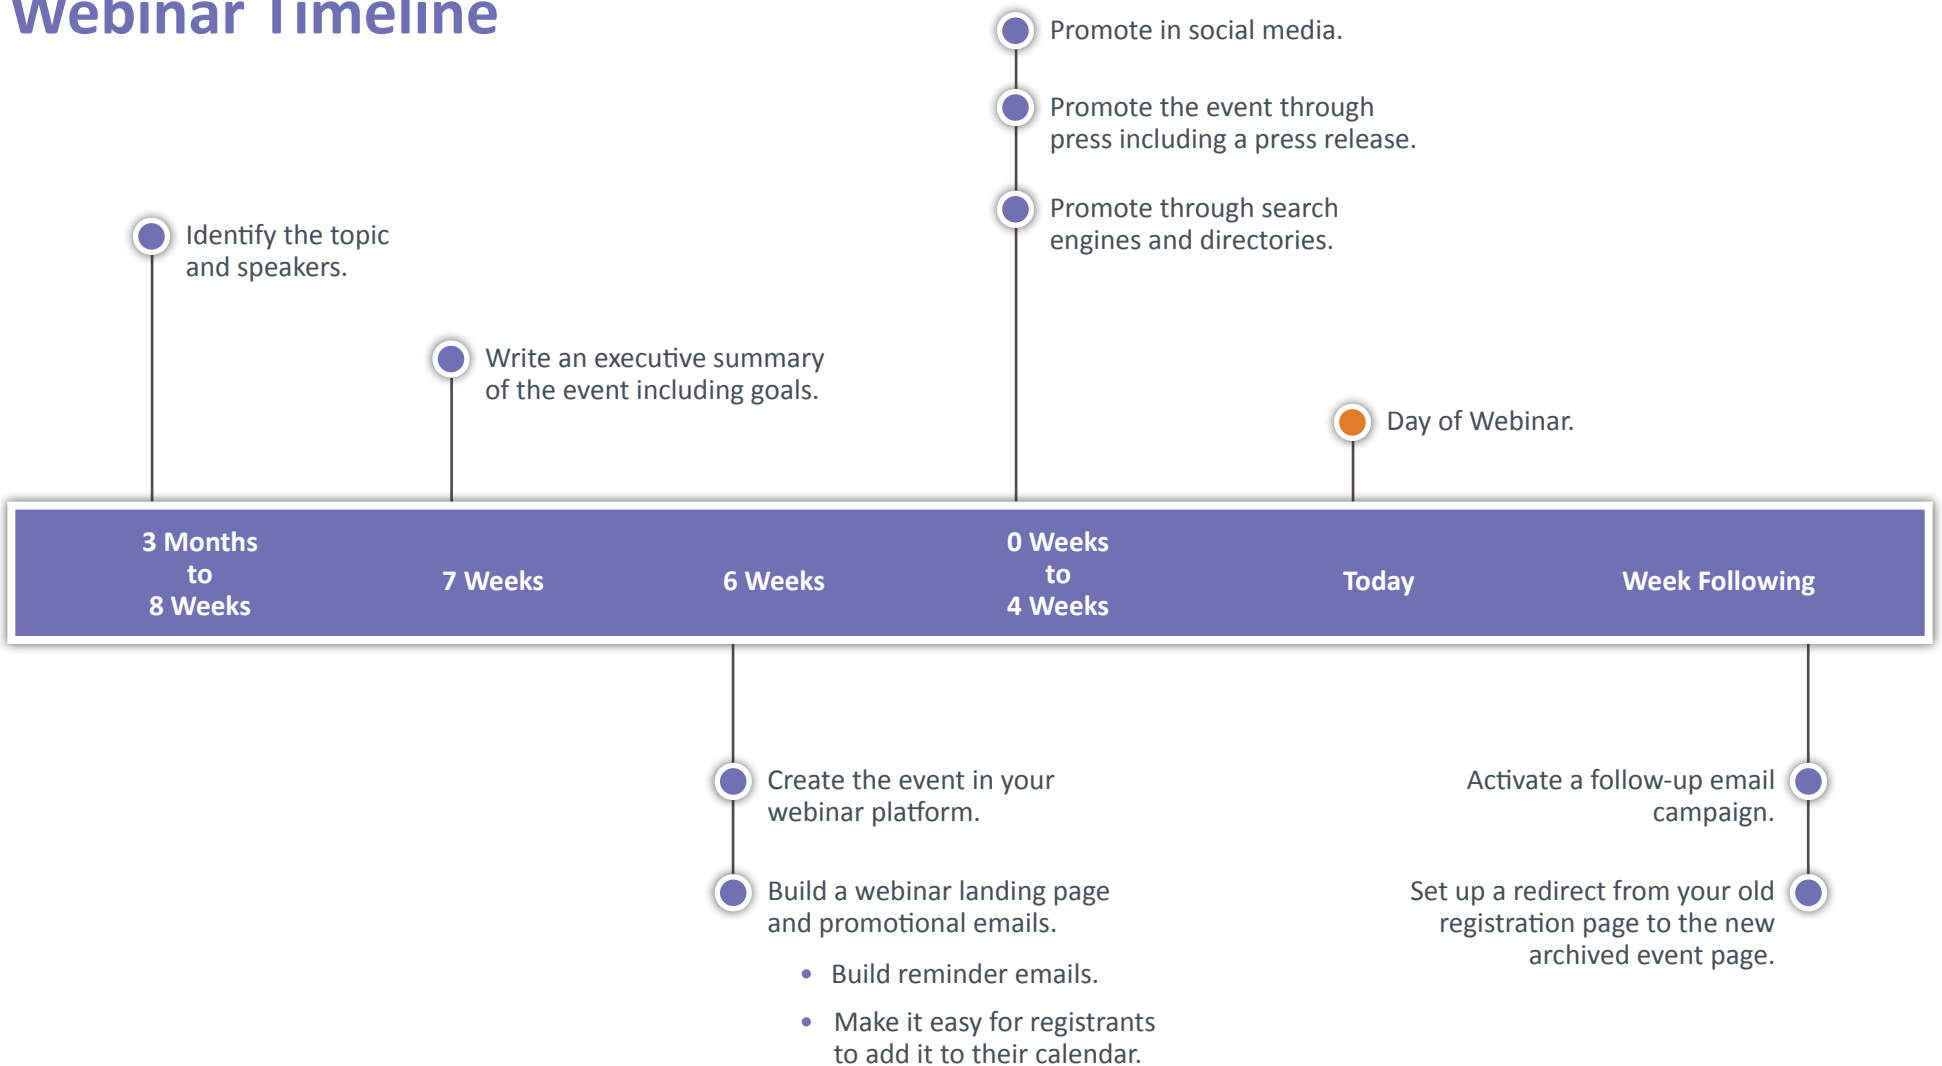 Webinar Timeline
Promote in social media.
Promote the event through
press including a press release.
Promote through search
engines and directories.
Identify the topic
and speakers.
Write an executive summary
of the event including goals.
Day of Webinar.
3 Months
to
8 Weeks
7 Weeks
6 Weeks
0 Weeks
to
4 Weeks
Today
Week Following
Create the event in your
webinar platform.
Build a webinar landing page
and promotional emails.
• Build reminder emails.
• Make it easy for registrants
to add it to their calendar.
Activate a follow-up email
campaign.
Set up a redirect from your old
registration page to the new
archived event page.